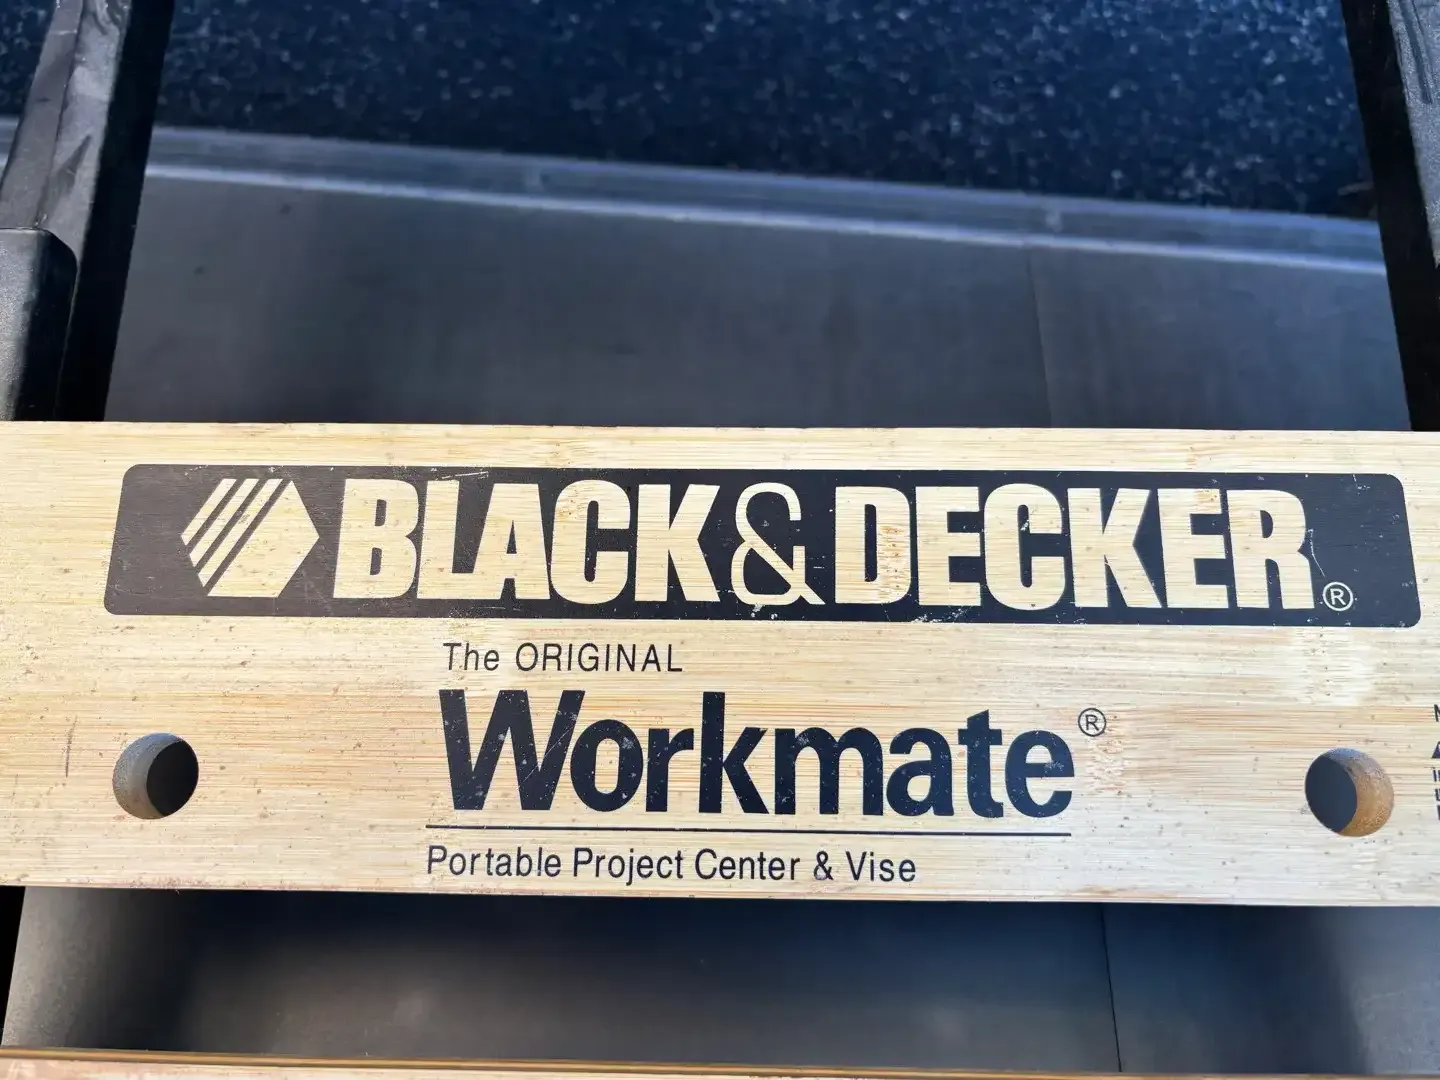 BLACK&DECKER®
The ORIGINAL
Workmate®
Portable Project Center & Vise